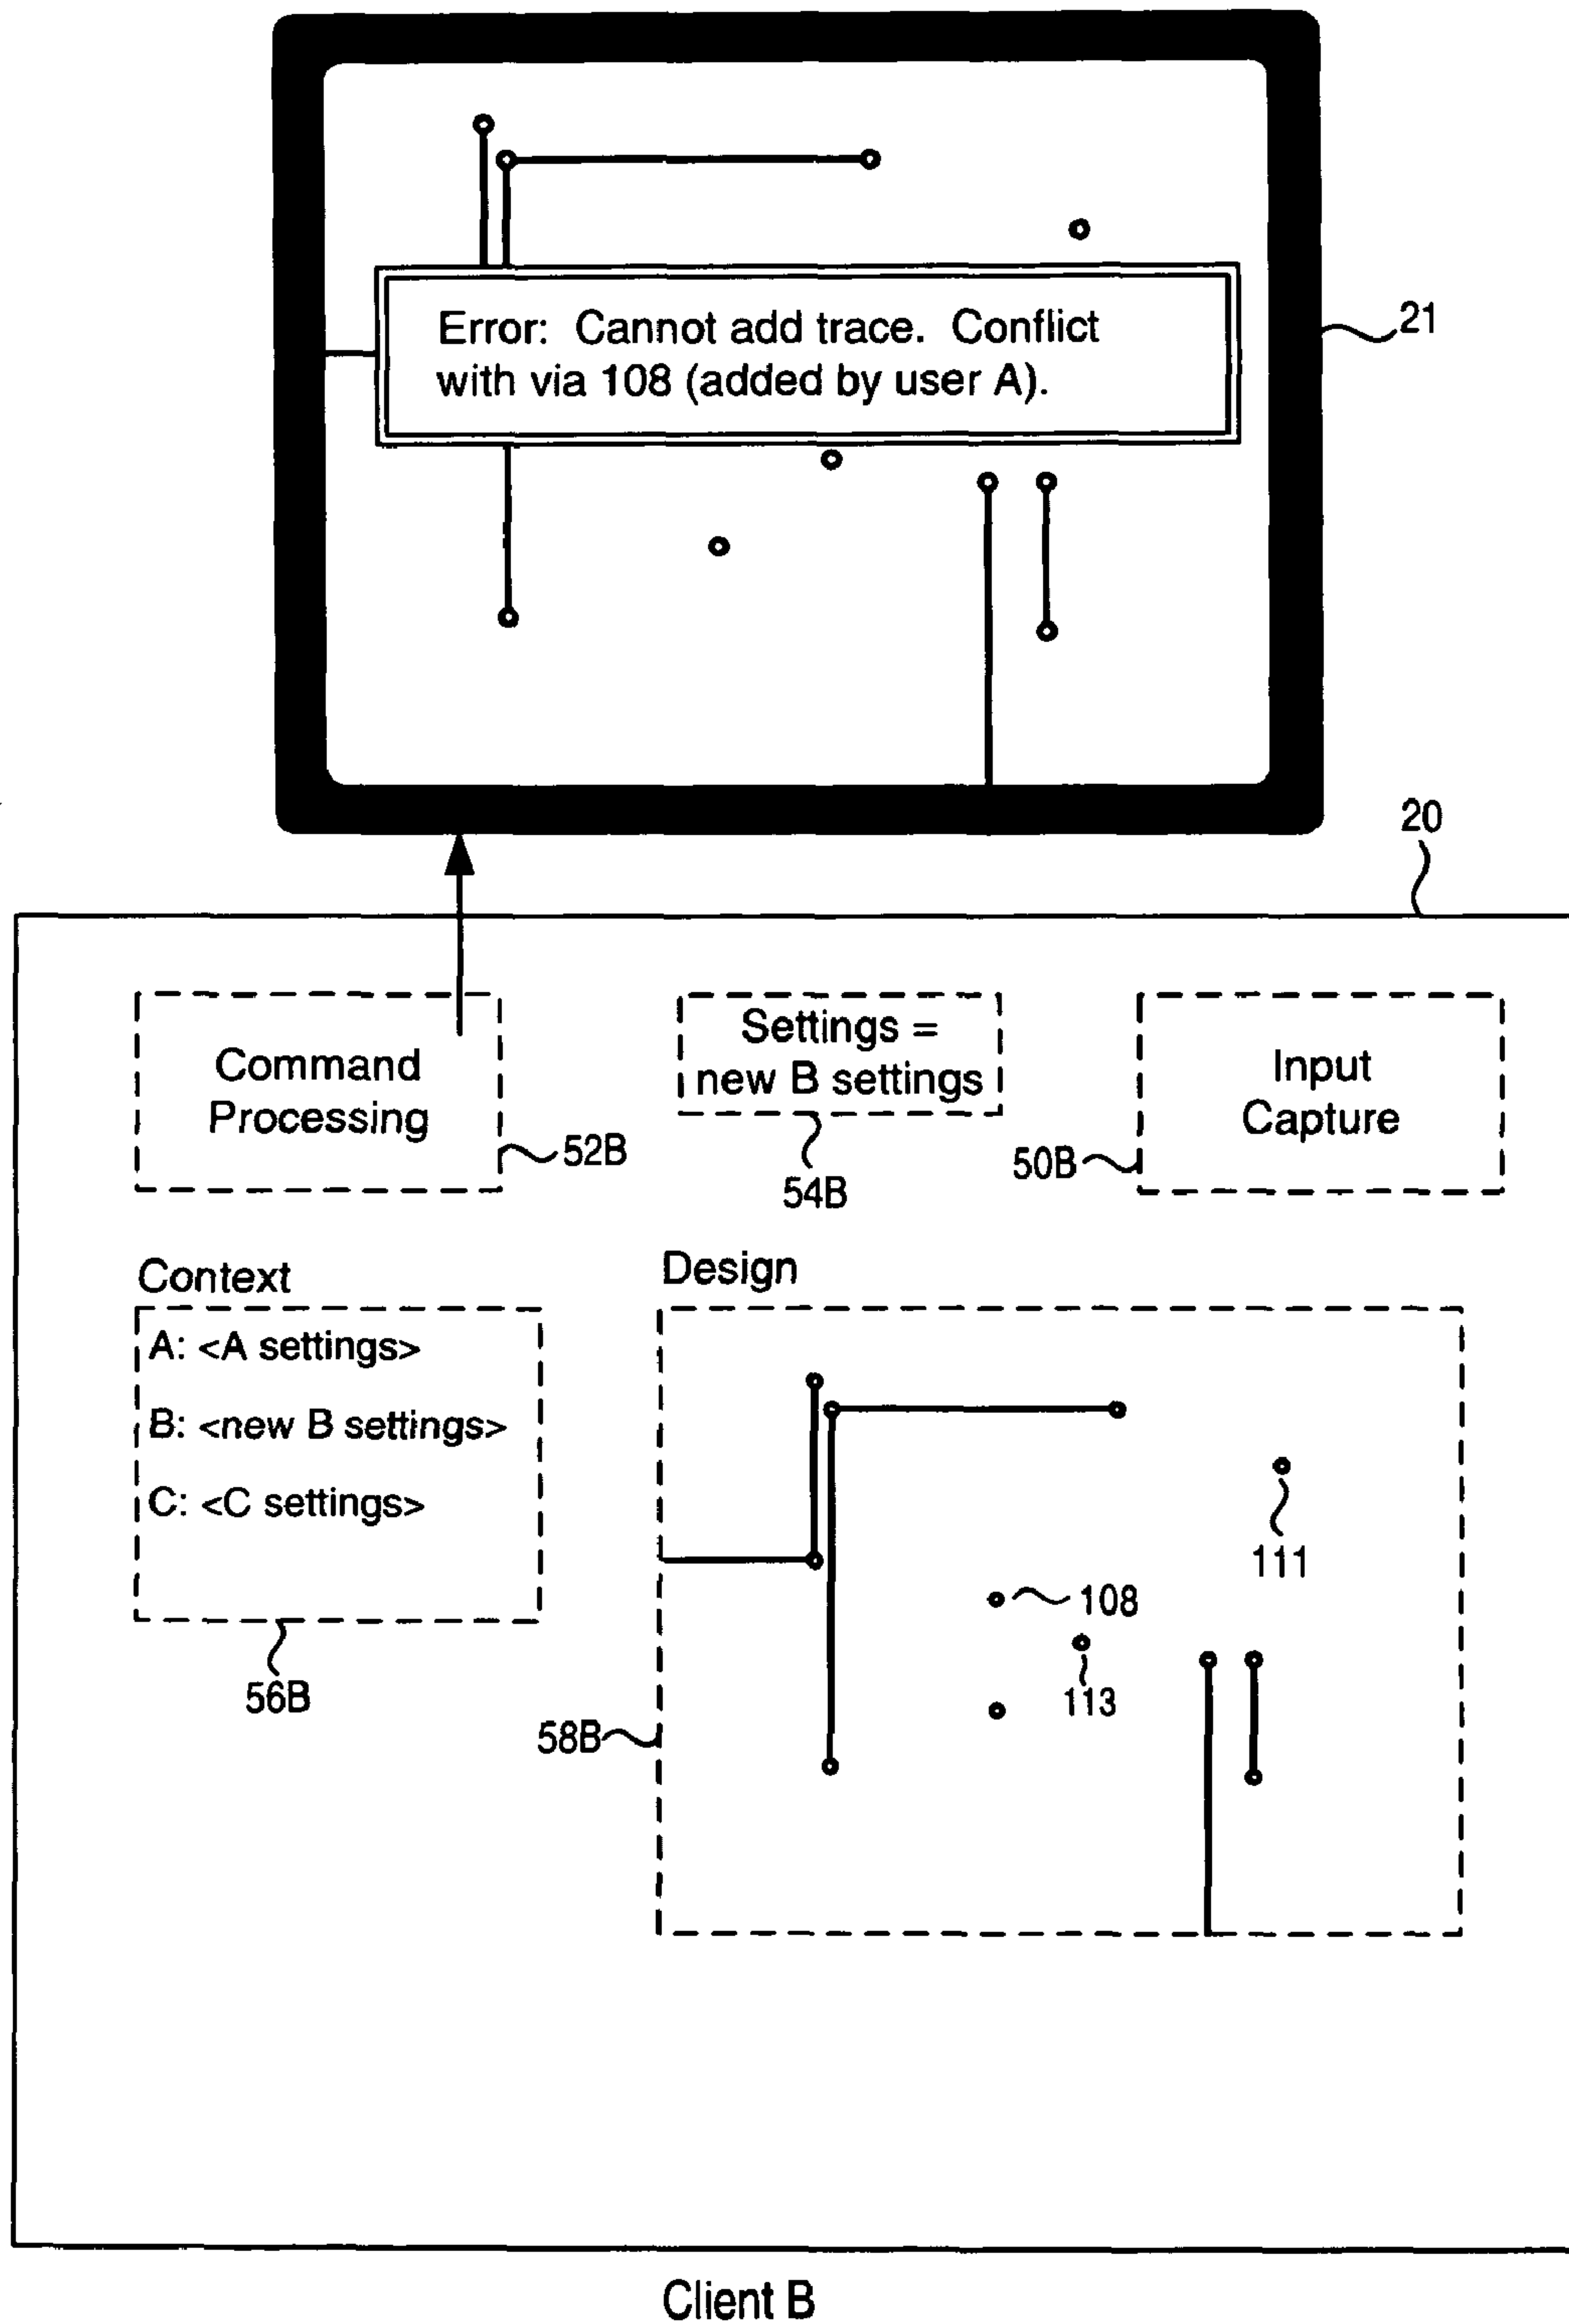 Error: Cannot add trace. Conflict
with via 108 (added by user A).
21
20
Command
Processing
52B
Settings =
new B settings
54B
Input
Capture
50B
Context
A: <A settings>
B: <new B settings>
C: <C settings>
56B
Design
111
108
113
58B
Client B